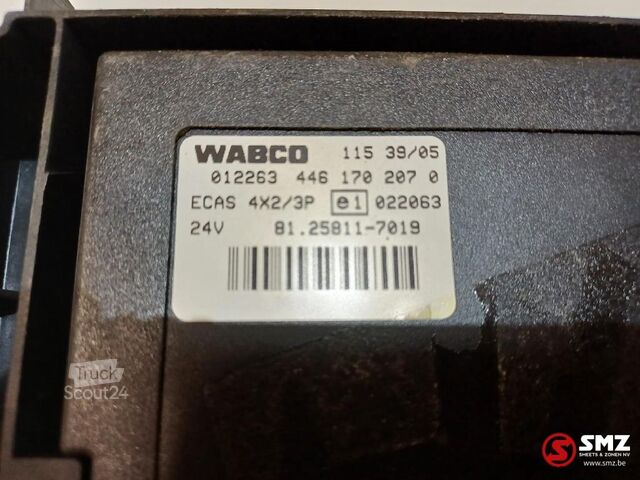 WABCO 115 39/05
012263 446 170 207 0
ECAS 4X2/3P e1 022063
24V 81.25811-7019
Truck
Scout24
SMZ
SHEETS & ZONEN NV
www.smz.be